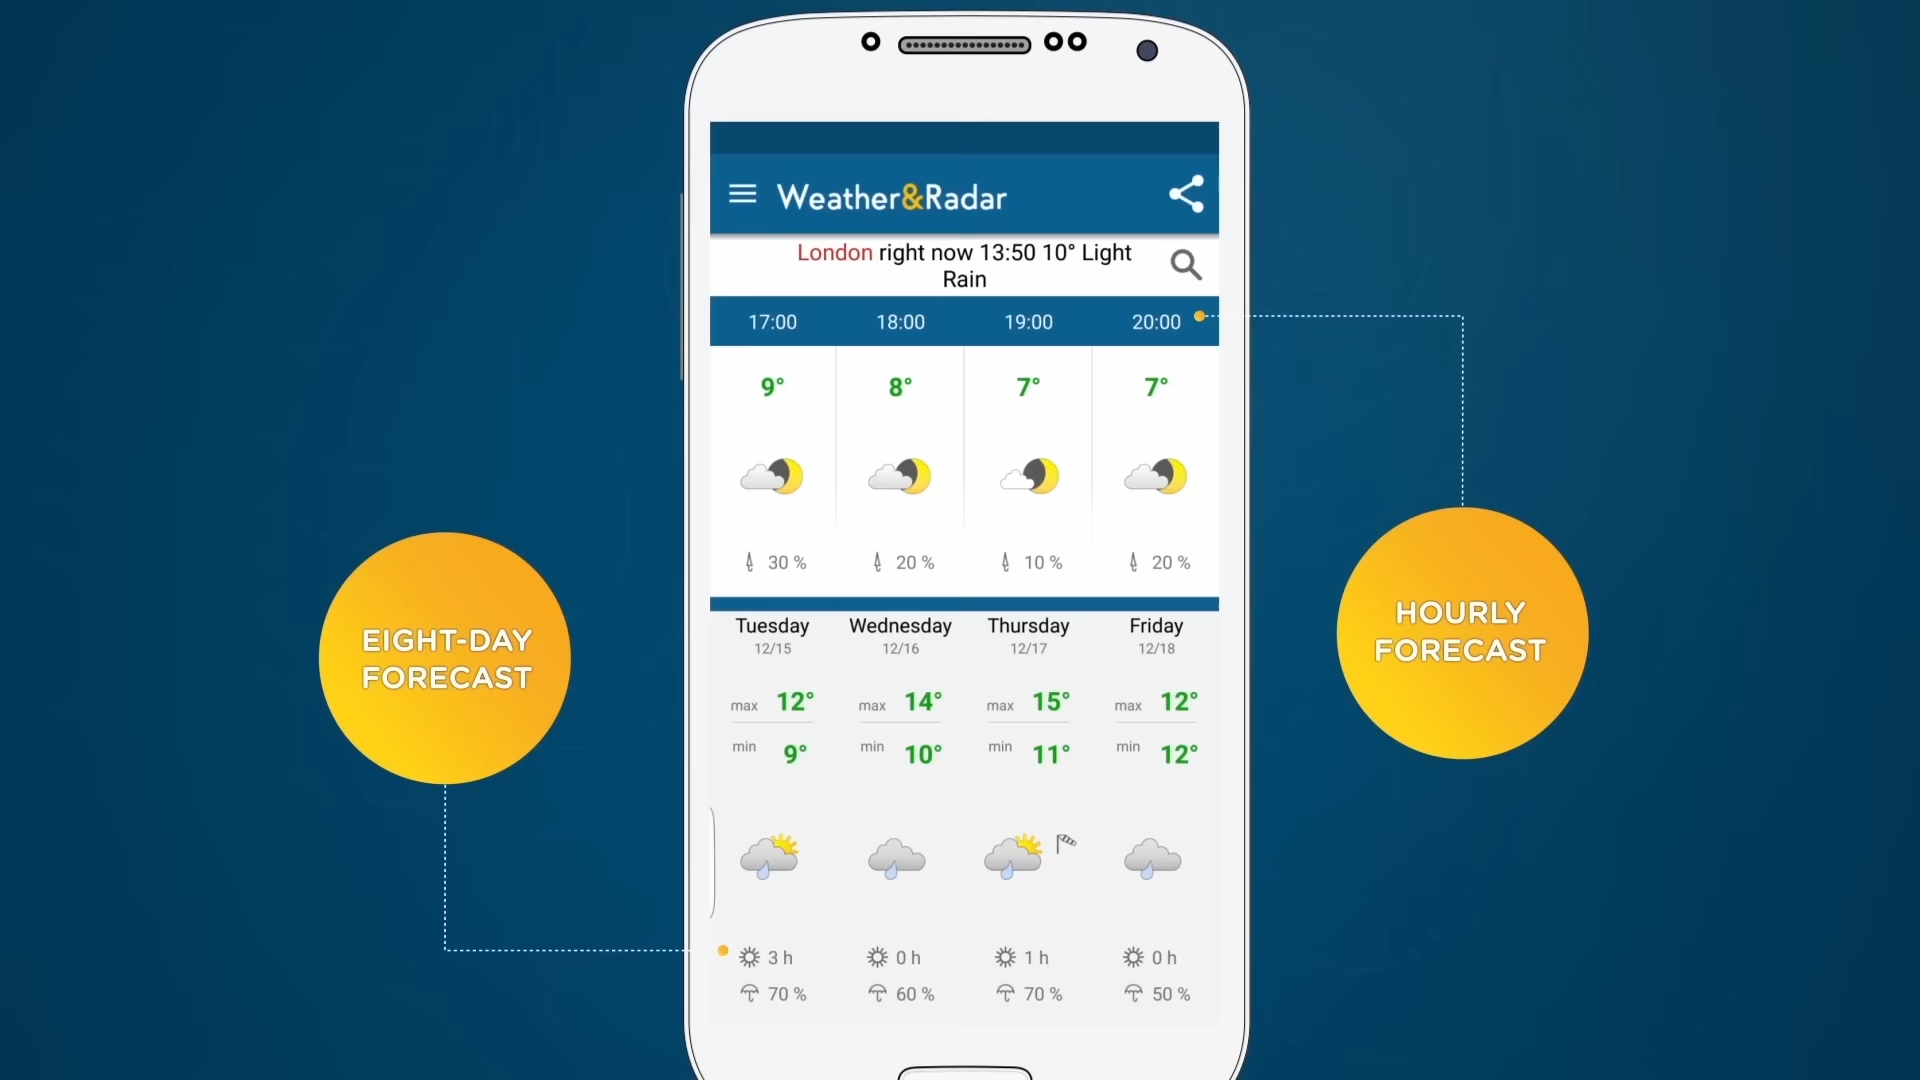 Weather&Radar
London right now 13:50 10° Light
Rain
17:00 18:00 19:00 20:00
9° 8° 7° 7°
30 % 20 % 10 % 20 %
Tuesday Wednesday Thursday Friday
12/15 12/16 12/17 12/18
max 12° max 14° max 15° max 12°
min 9° min 10° min 11° min 12°
3 h 0 h 1 h 0 h
70 % 60 % 70 % 50 %
EIGHT-DAY
FORECAST
HOURLY
FORECAST